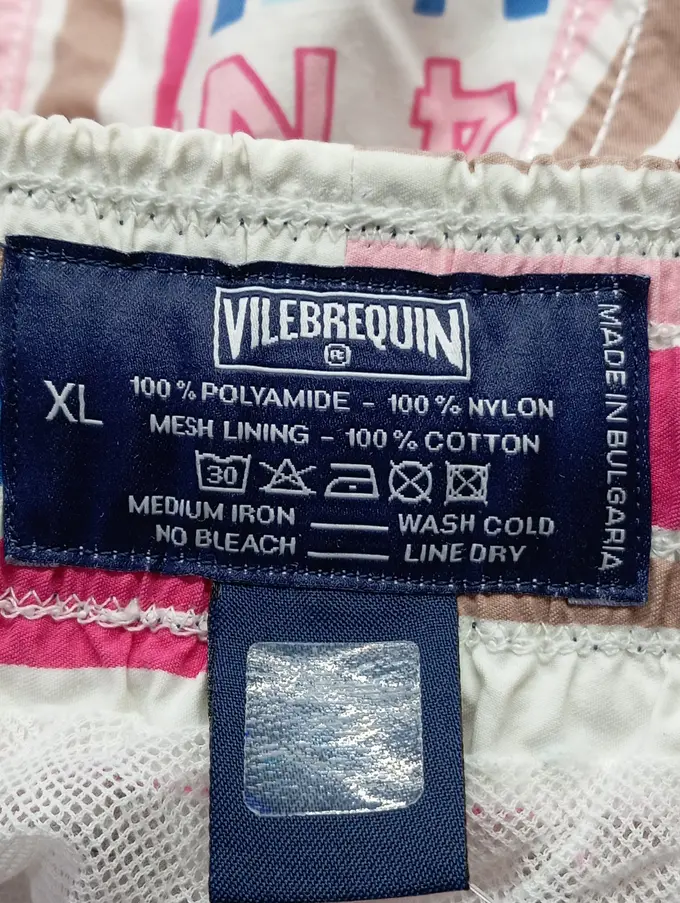 N 4
VILEBREQUIN
®
XL
100 % POLYAMIDE - 100 % NYLON
MESH LINING - 100 % COTTON
30
MEDIUM IRON WASH COLD
NO BLEACH LINE DRY
MADE IN BULGARIA